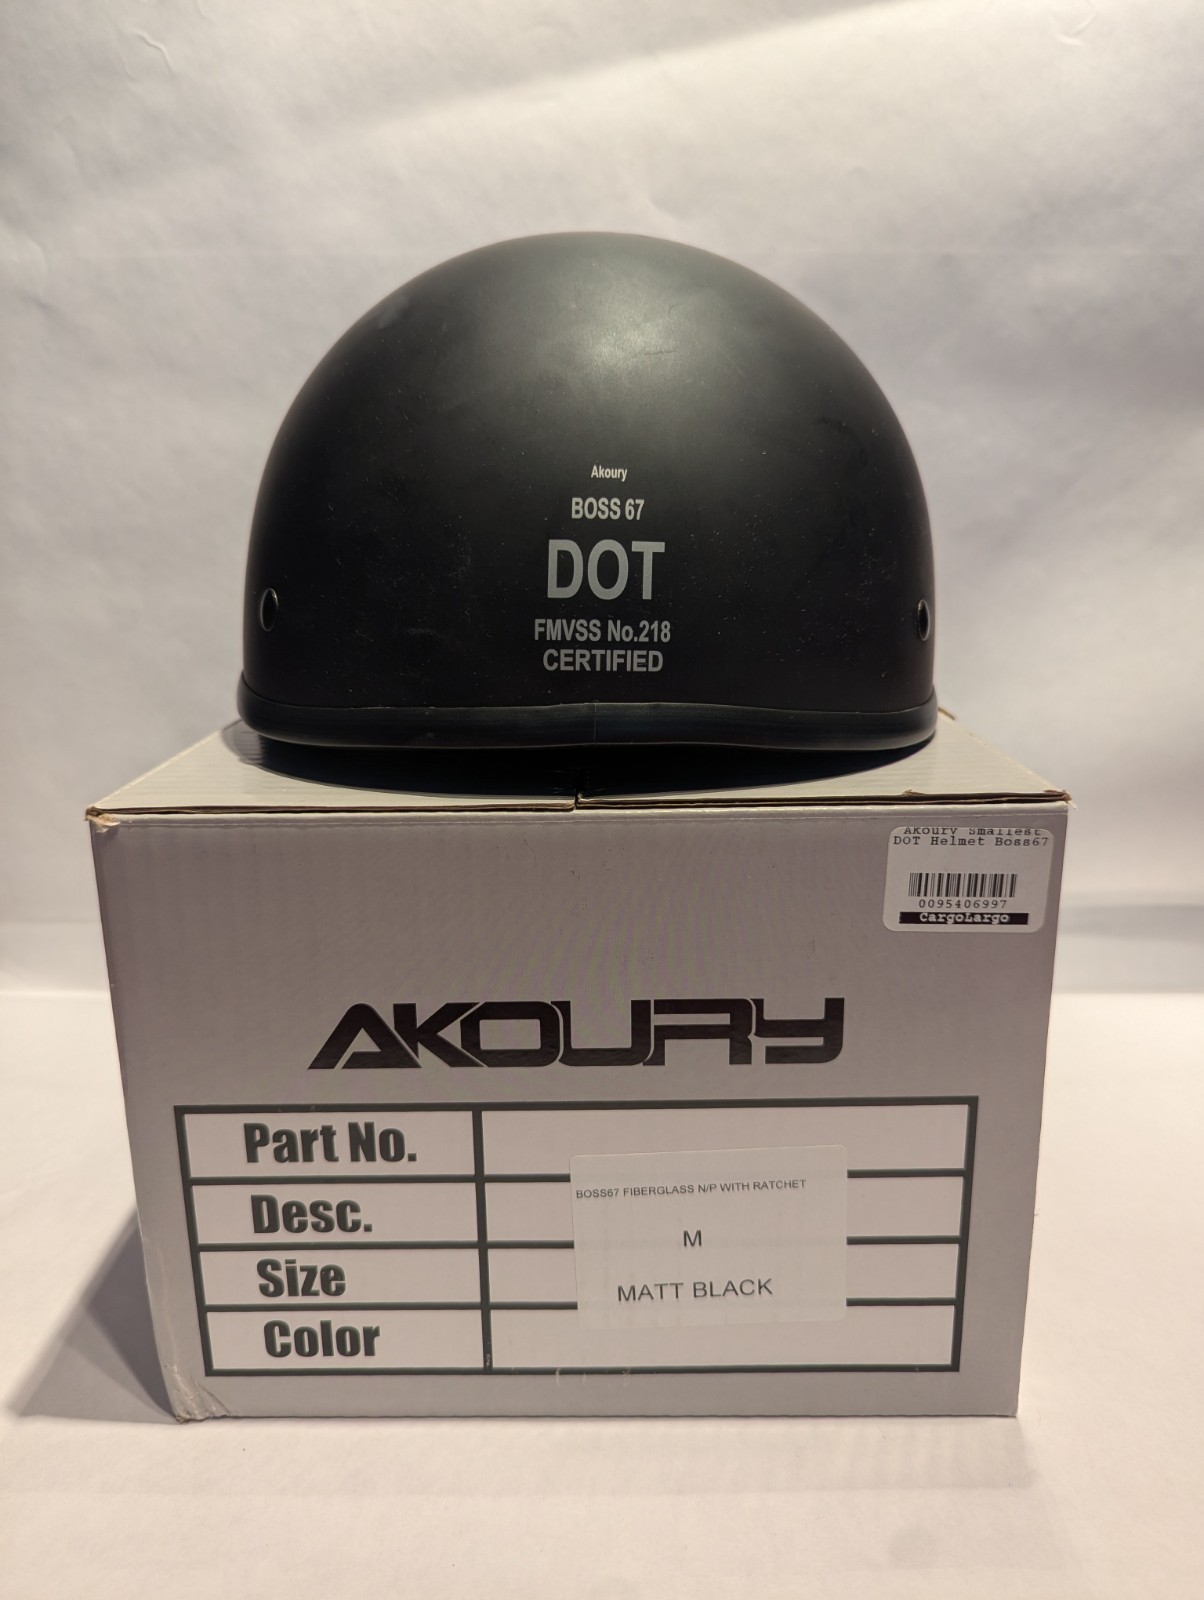 Akoury
BOSS 67
DOT
FMVSS No.218
CERTIFIED
Akoury Smallest
DOT Helmet Boss67
0095406997
CargoLargo
AKOURY
Part No.
Desc.
Size
Color
BOSS67 FIBERGLASS N/P WITH RATCHET
M
MATT BLACK